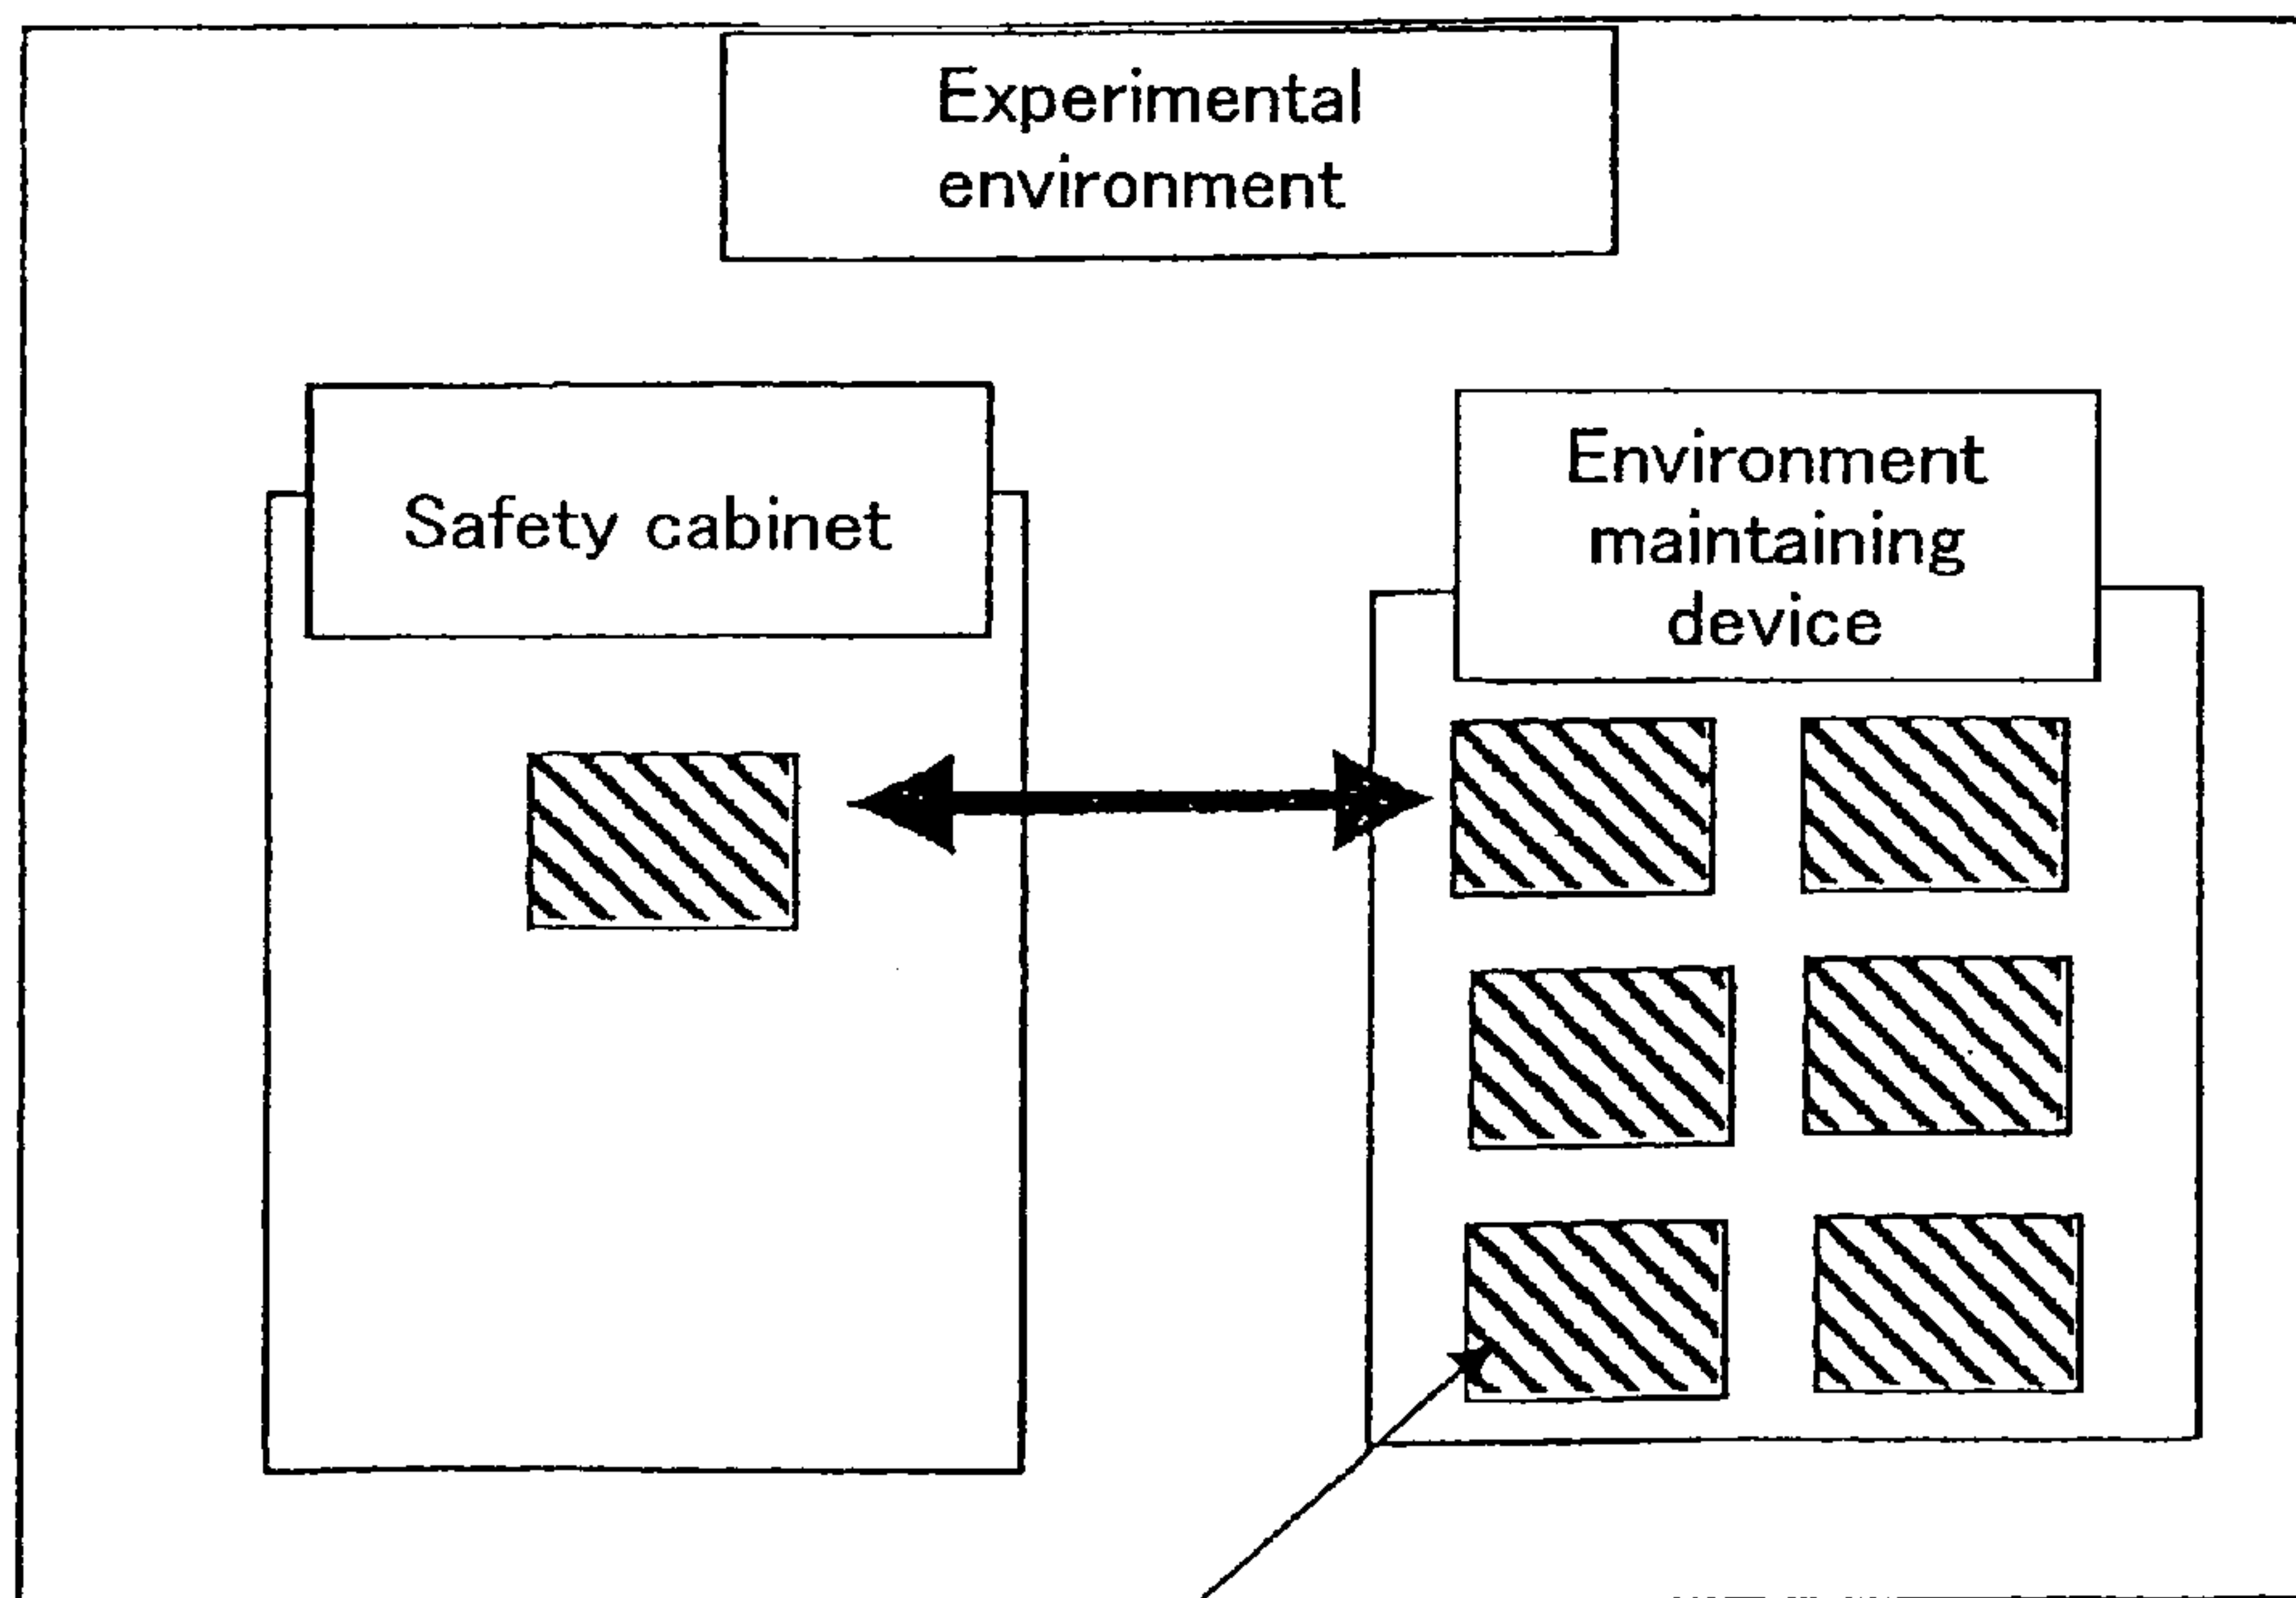 Experimental
environment
Safety cabinet
Environment
maintaining
device